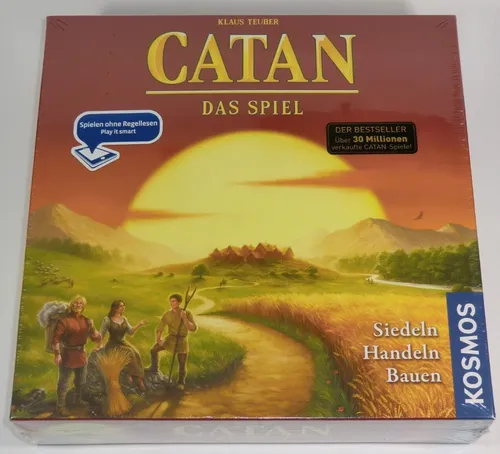 KLAUS TEUBER
CATAN
DAS SPIEL
Spielen ohne Regellesen
Play it smart
DER BESTSELLER
Über 30 Millionen
verkaufte CATAN-Spiele!
Siedeln
Handeln
Bauen
KOSMOS
CATAN